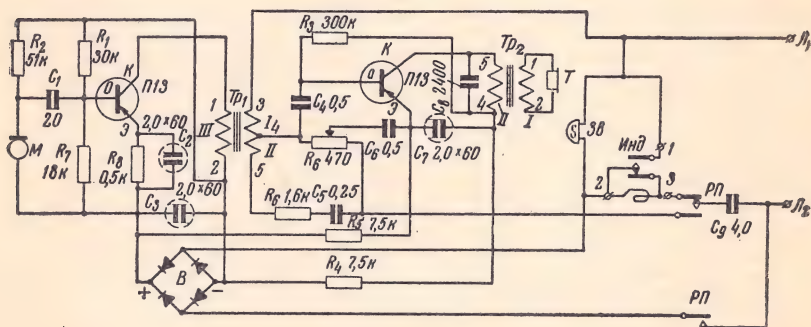 R₂ 51к
R₁ 30к
C₁ 20
К
П13
О
Э
М
R₇ 18к
R₈ 0,5к
2,0×60
C₂
2,0×60
C₃
III
1
2
Тр₁
3
I
4
II
5
R₃ 300к
К
О
П13
Э
C₄ 0,5
R₆ 470
C₆ 0,5
C₇ 2,0×60
C₈ 2400
Тр₂
5
4
II
1
2
I
Т
R₆ 1,6к
C₅ 0,25
R₅ 7,5к
R₄ 7,5к
+ В −
S
Зв
Инд
1
2
3
РП
C₉ 4,0
Л₁
Л₂
РП